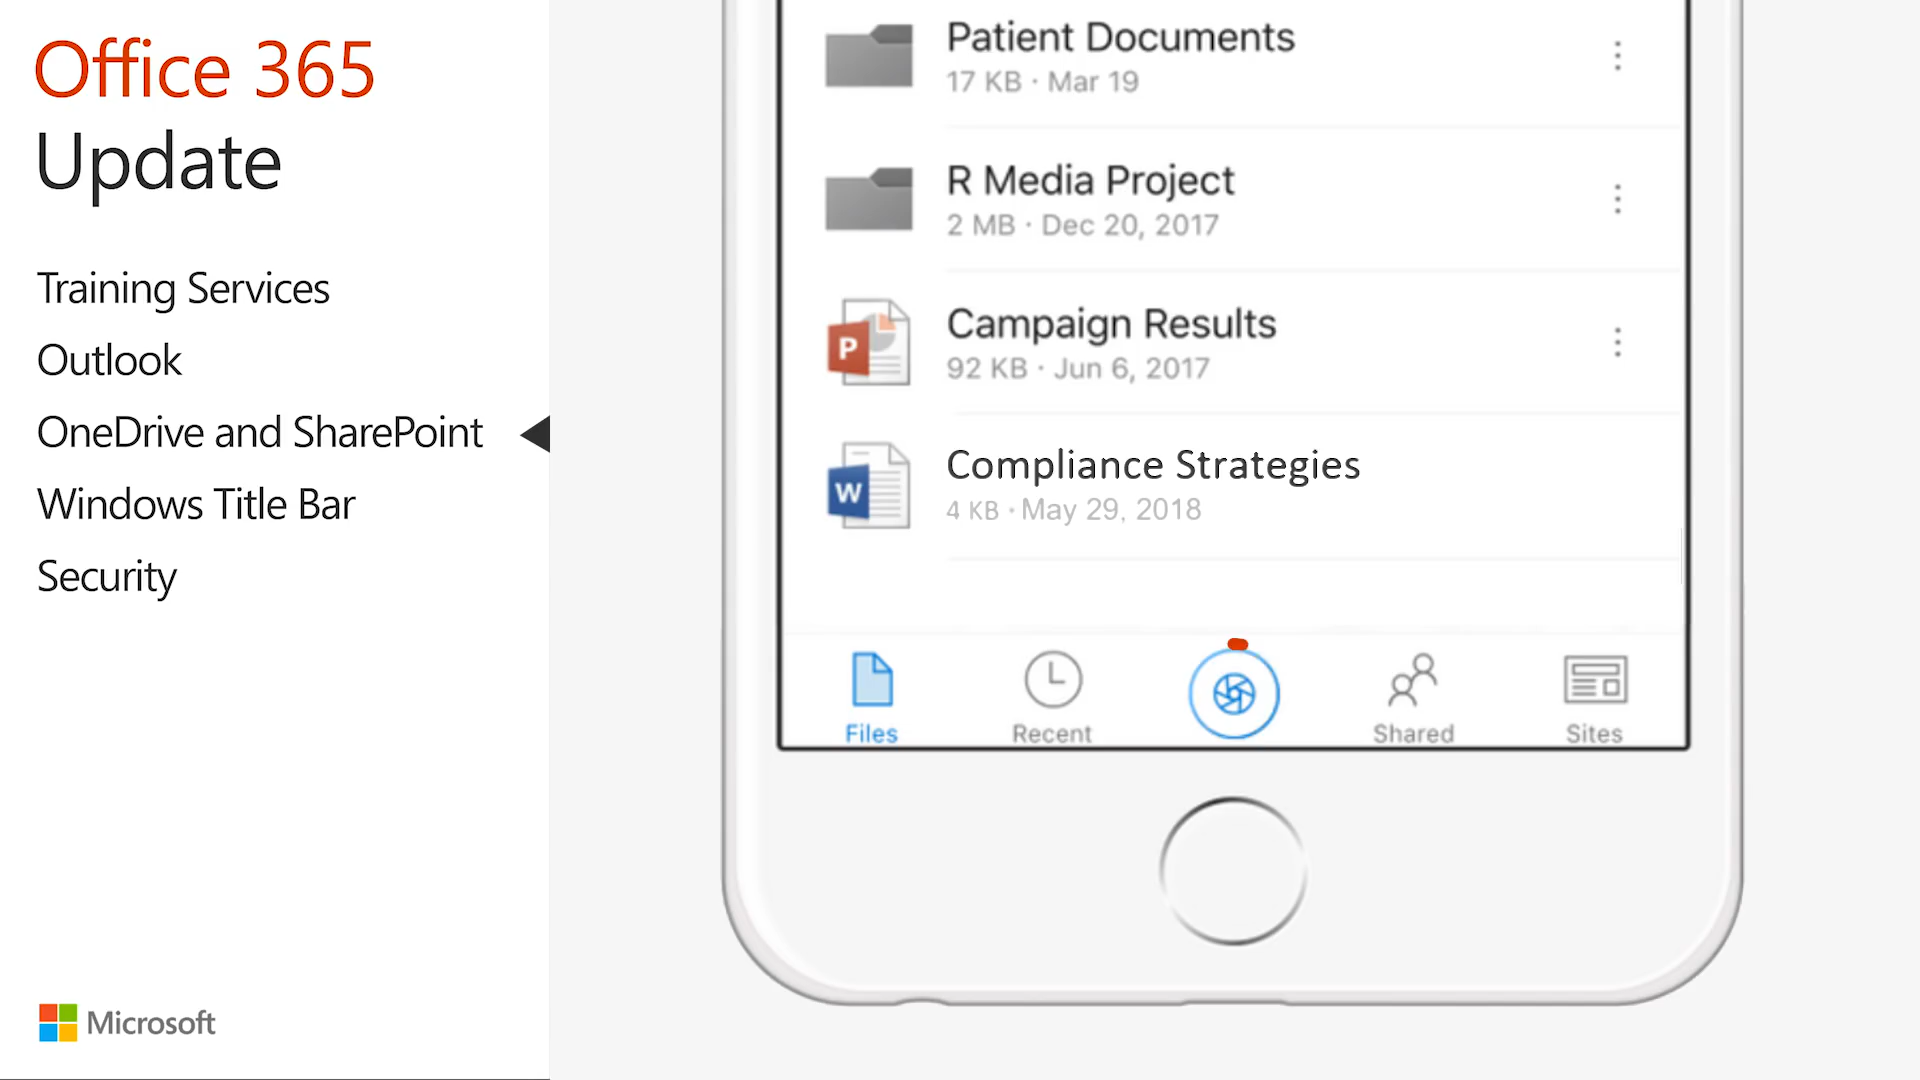 Office 365
Update
Training Services
Outlook
OneDrive and SharePoint
Windows Title Bar
Security
Microsoft
Patient Documents
17 KB · Mar 19
R Media Project
2 MB · Dec 20, 2017
P
Campaign Results
92 KB · Jun 6, 2017
W
Compliance Strategies
4 KB · May 29, 2018
Files
Recent
Shared
Sites